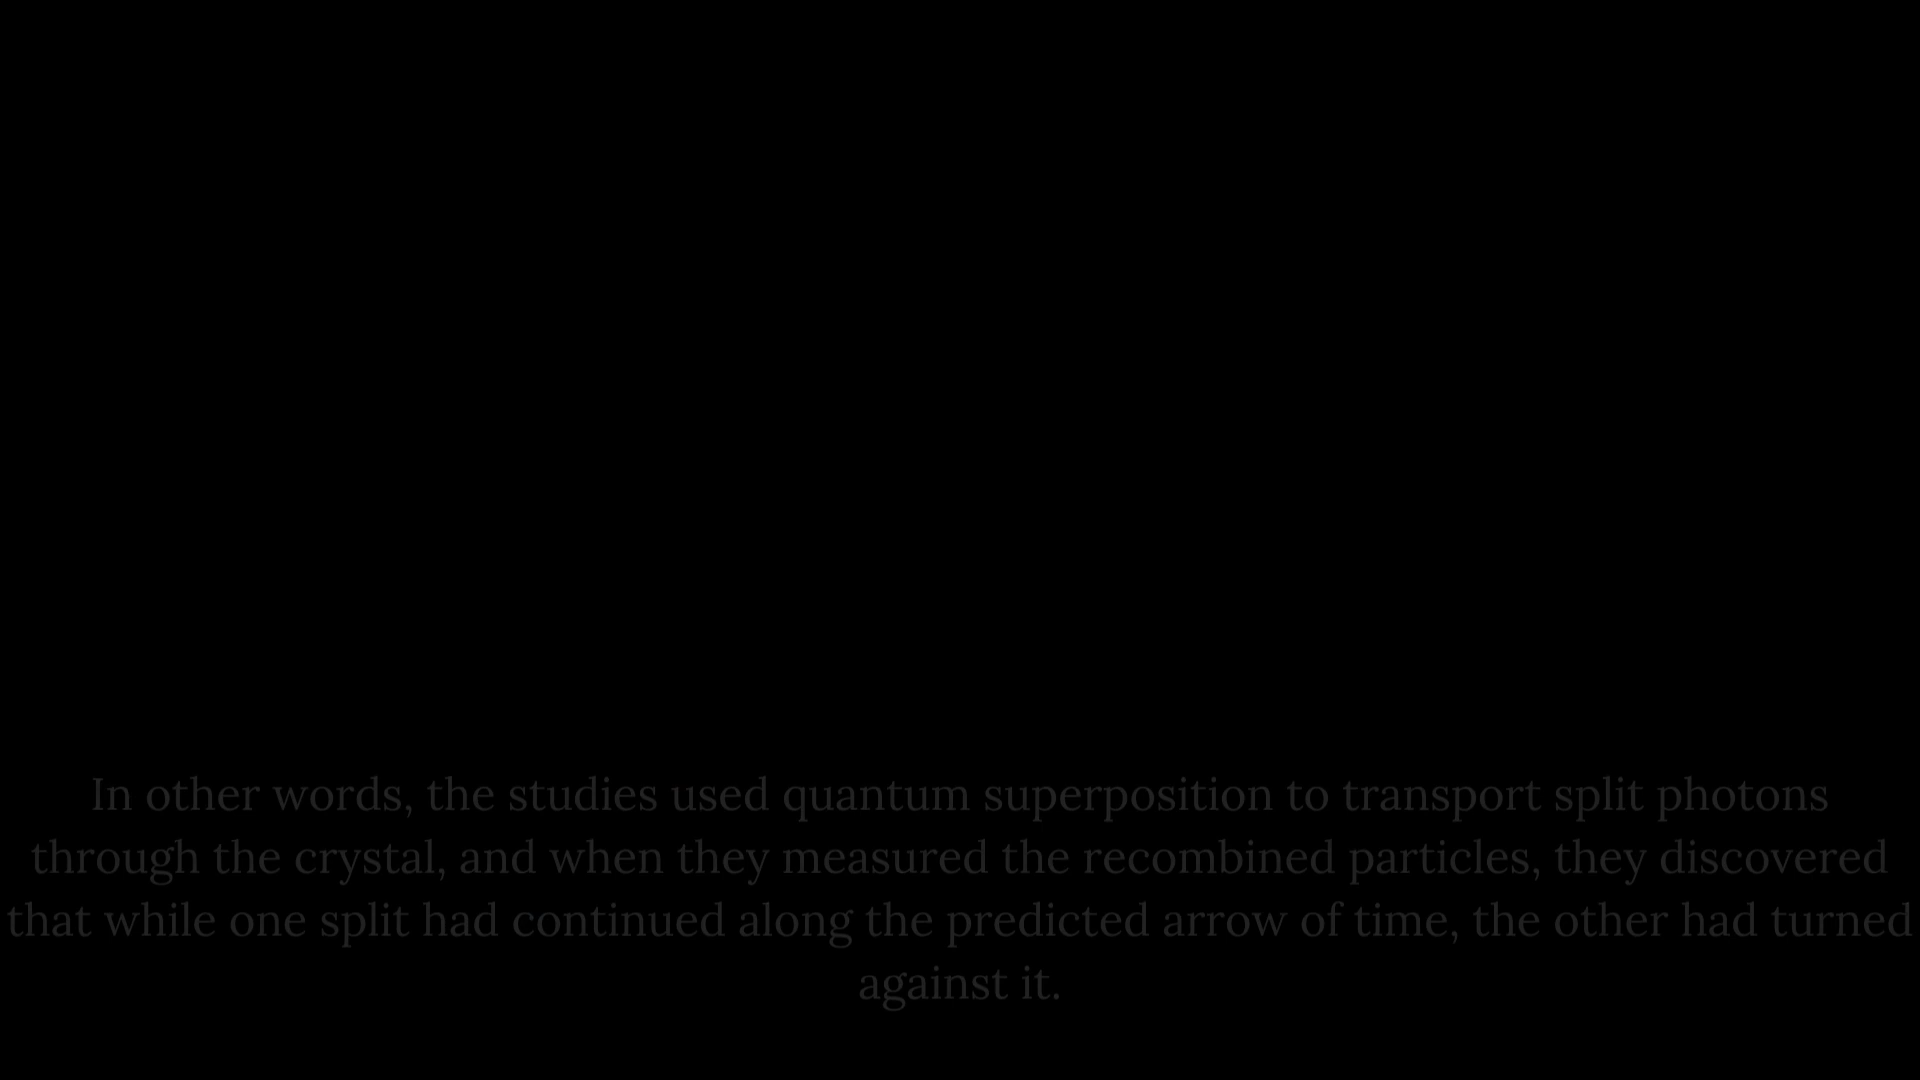 In other words, the studies used quantum superposition to transport split photons
through the crystal, and when they measured the recombined particles, they discovered
that while one split had continued along the predicted arrow of time, the other had turned
against it.